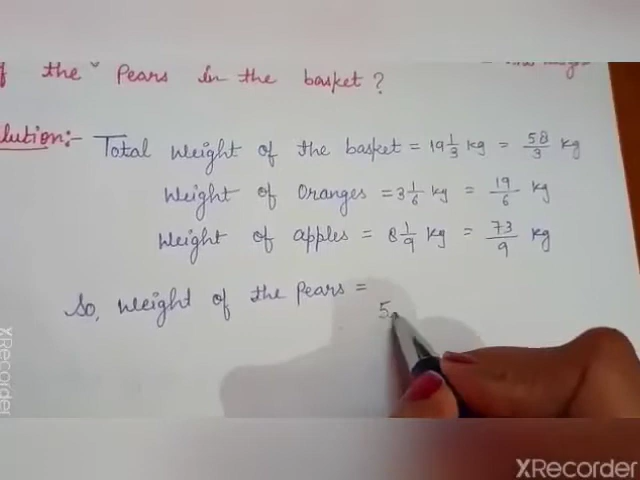 the Pears in the basket?
Solution:- Total weight of the basket = 19 1/3 kg = 58/3 kg
Weight of oranges = 3 1/6 kg = 19/6 kg
Weight of apples = 8 1/9 kg = 73/9 kg
So, weight of the Pears =
5
XRecorder
XRecorder